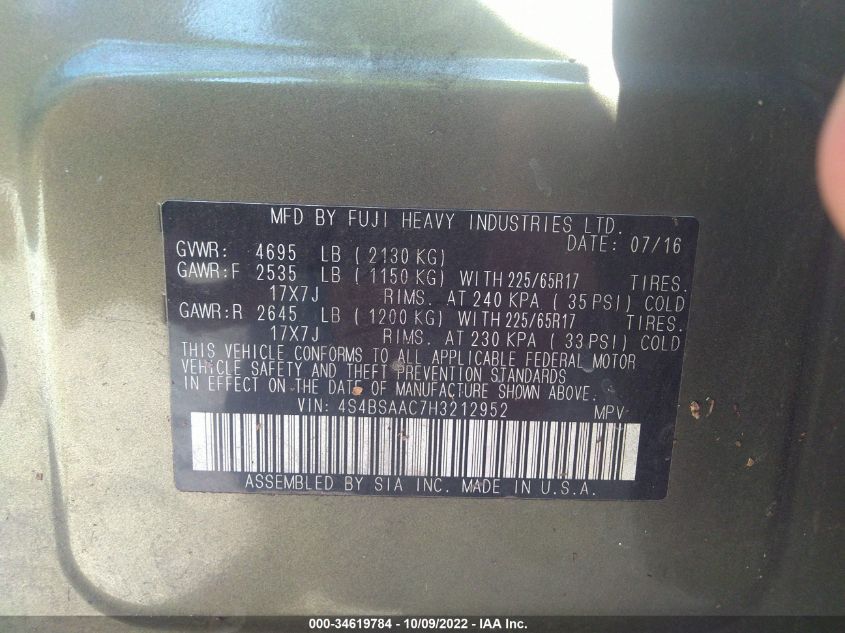 MFD BY FUJI HEAVY INDUSTRIES LTD.
DATE: 07/16
GVWR: 4695 LB ( 2130 KG)
GAWR:F 2535 LB ( 1150 KG) WITH 225/65R17 TIRES.
17X7J RIMS. AT 240 KPA ( 35 PSI) COLD
GAWR:R 2645 LB ( 1200 KG) WITH 225/65R17 TIRES.
17X7J RIMS. AT 230 KPA ( 33 PSI) COLD
THIS VEHICLE CONFORMS TO ALL APPLICABLE FEDERAL MOTOR
VEHICLE SAFETY AND THEFT PREVENTION STANDARDS
IN EFFECT ON THE DATE OF MANUFACTURE SHOWN ABOVE.
VIN: 4S4BSAAC7H3212952 MPV
ASSEMBLED BY SIA INC. MADE IN U.S.A.
000-34619784 - 10/09/2022 - IAA Inc.